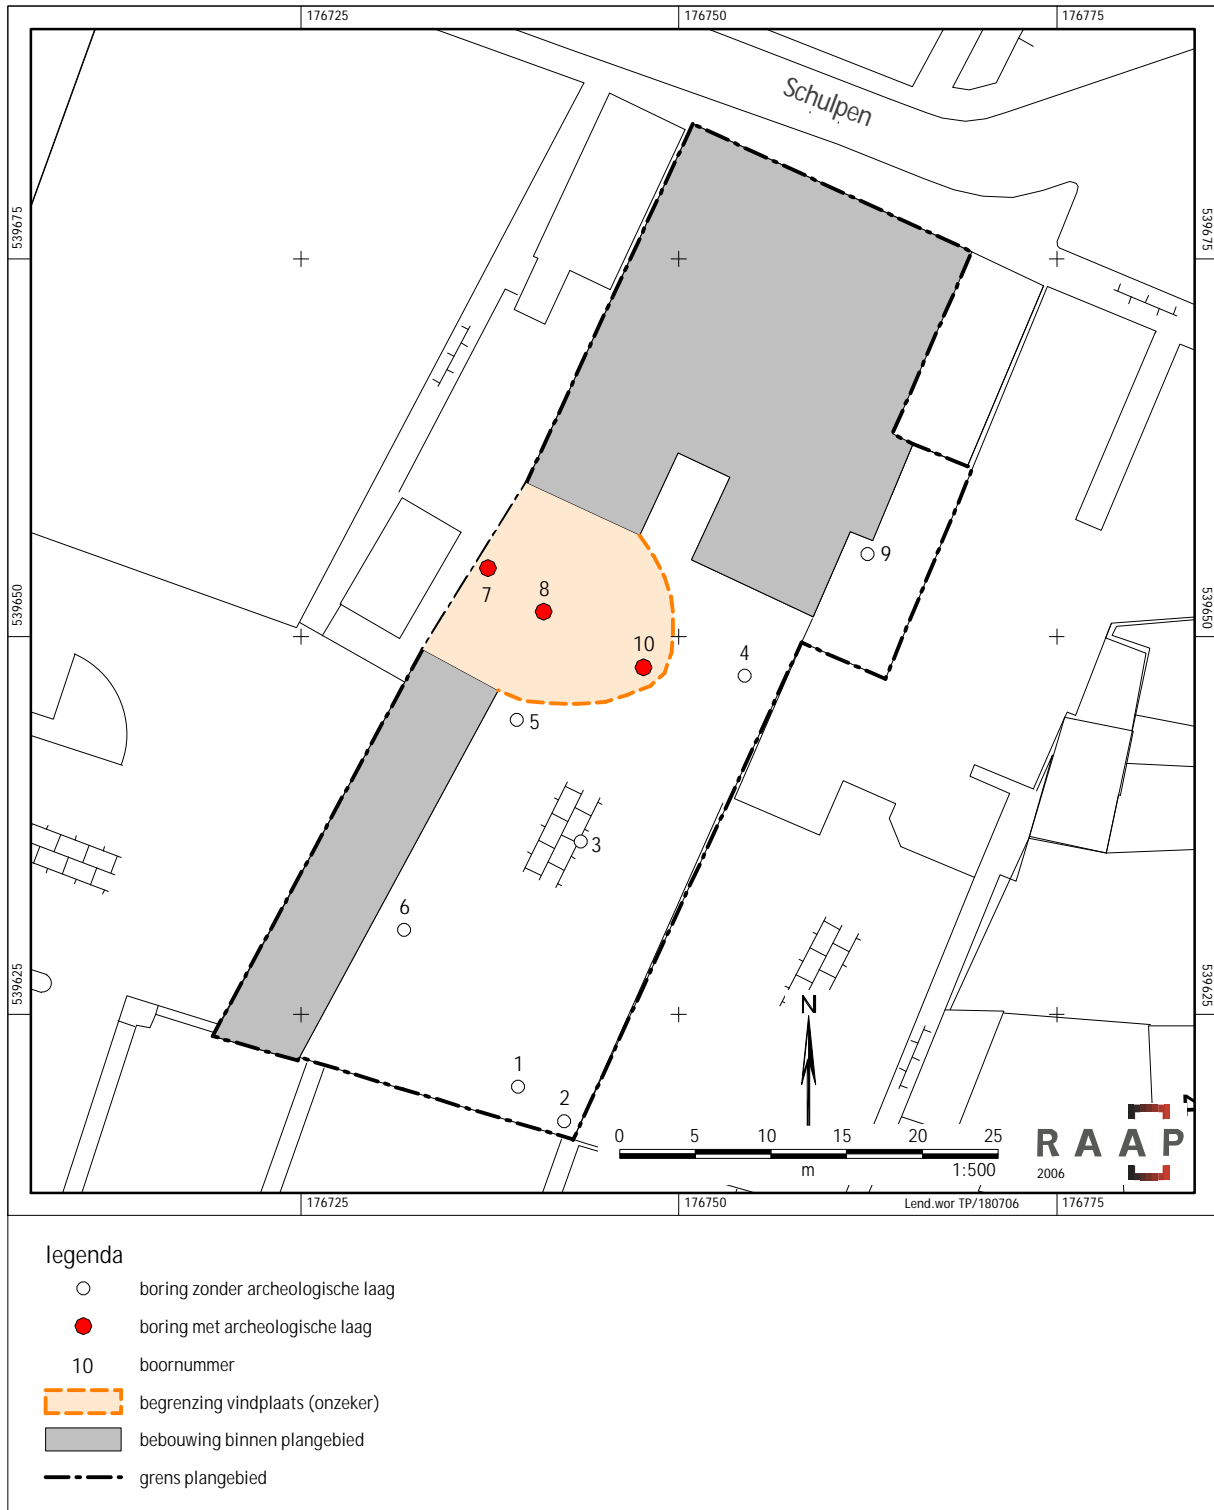 176725 176750 176775
Schulpen
539675 539675
9
7
8
539650 539650
10
4
5
3
6
539625 539625
N
1
2
0 5 10 15 20 25
m 1:500
RAAP
2006
17
Lend.wor TP/180706
176725 176750 176775
legenda
boring zonder archeologische laag
boring met archeologische laag
10 boornummer
begrenzing vindplaats (onzeker)
bebouwing binnen plangebied
grens plangebied